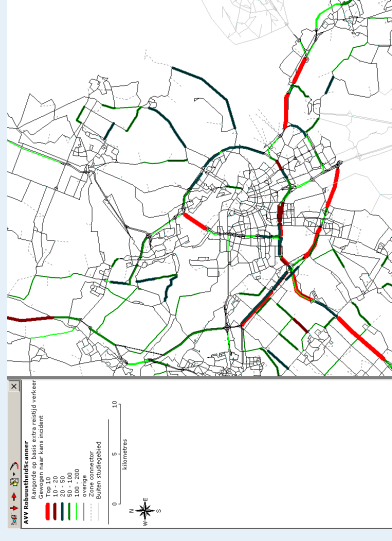 AVV RobuustheidScanner
Rangorde op basis extra reistijd verkeer
Gewogen naar kans incident
Top 10
10 - 20
20 - 50
50 - 100
100 - 200
overige
Zone connector
Buiten studiegebied
0 5 10
kilometres
N
W E
S